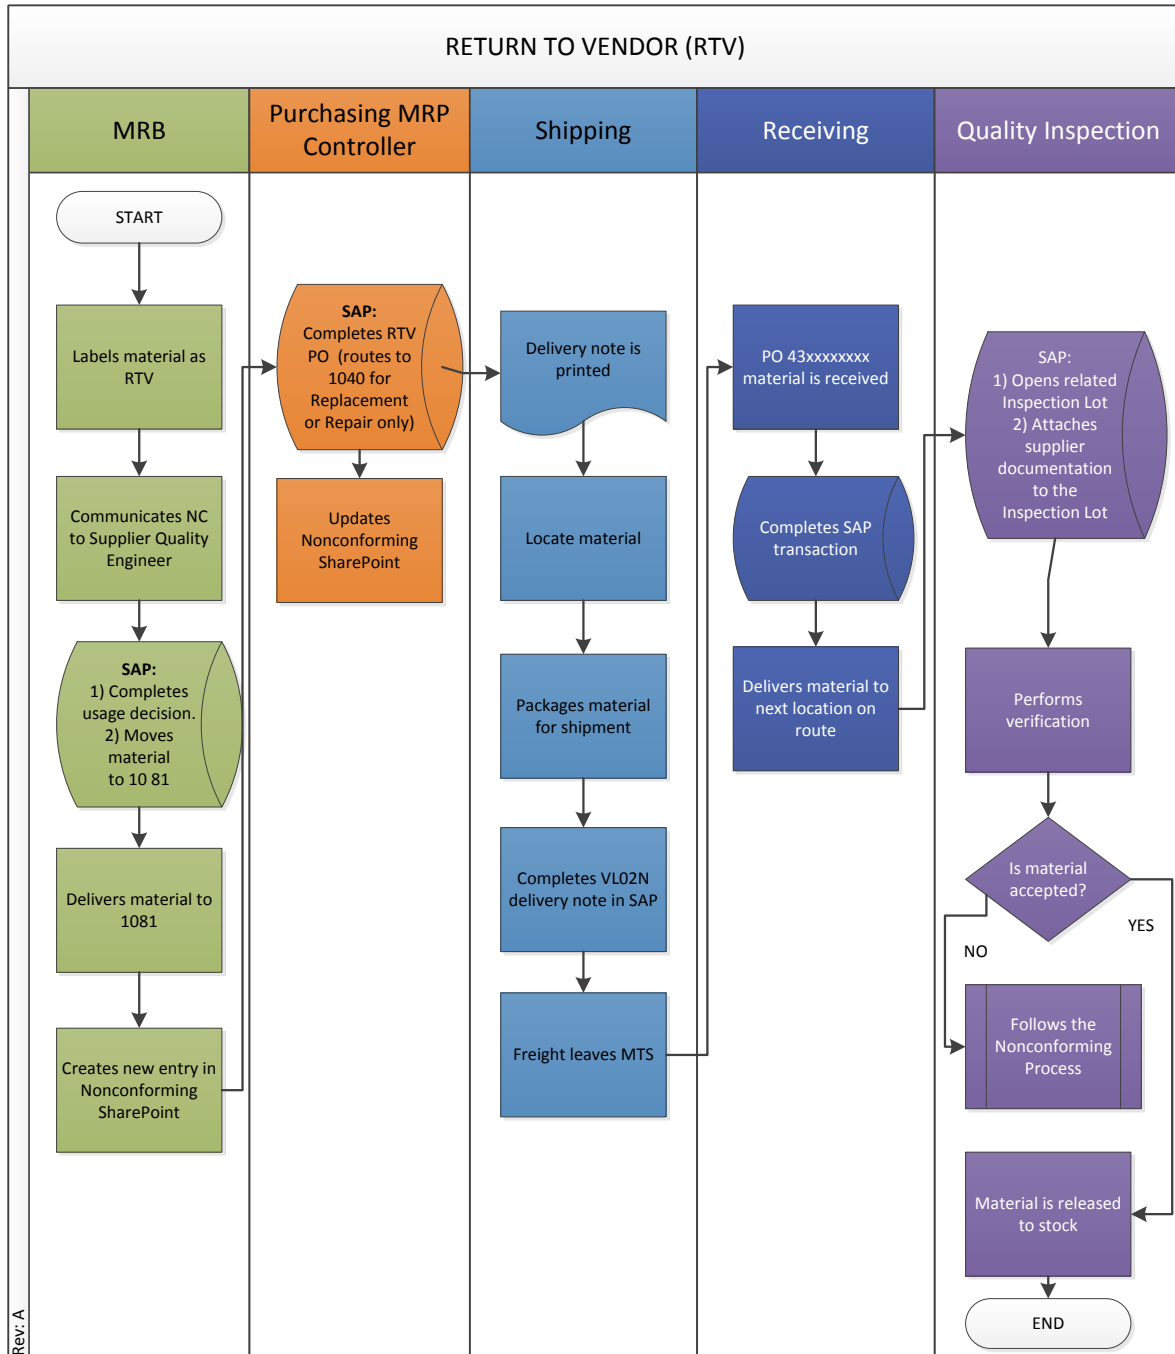 RETURN TO VENDOR (RTV)
MRB
Purchasing MRP
Controller
Shipping
Receiving
Quality Inspection
START
Labels material as
RTV
Communicates NC
to Supplier Quality
Engineer
SAP:
1) Completes
usage decision.
2) Moves
material
to 10 81
Delivers material to
1081
Creates new entry in
Nonconforming
SharePoint
SAP:
Completes RTV
PO (routes to
1040 for
Replacement
or Repair only)
Updates
Nonconforming
SharePoint
Delivery note is
printed
Locate material
Packages material
for shipment
Completes VL02N
delivery note in SAP
Freight leaves MTS
PO 43xxxxxxxx
material is received
Completes SAP
transaction
Delivers material to
next location on
route
SAP:
1) Opens related
Inspection Lot
2) Attaches
supplier
documentation
to the
Inspection Lot
Performs
verification
Is material
accepted?
YES
NO
Follows the
Nonconforming
Process
Material is released
to stock
END
Rev: A